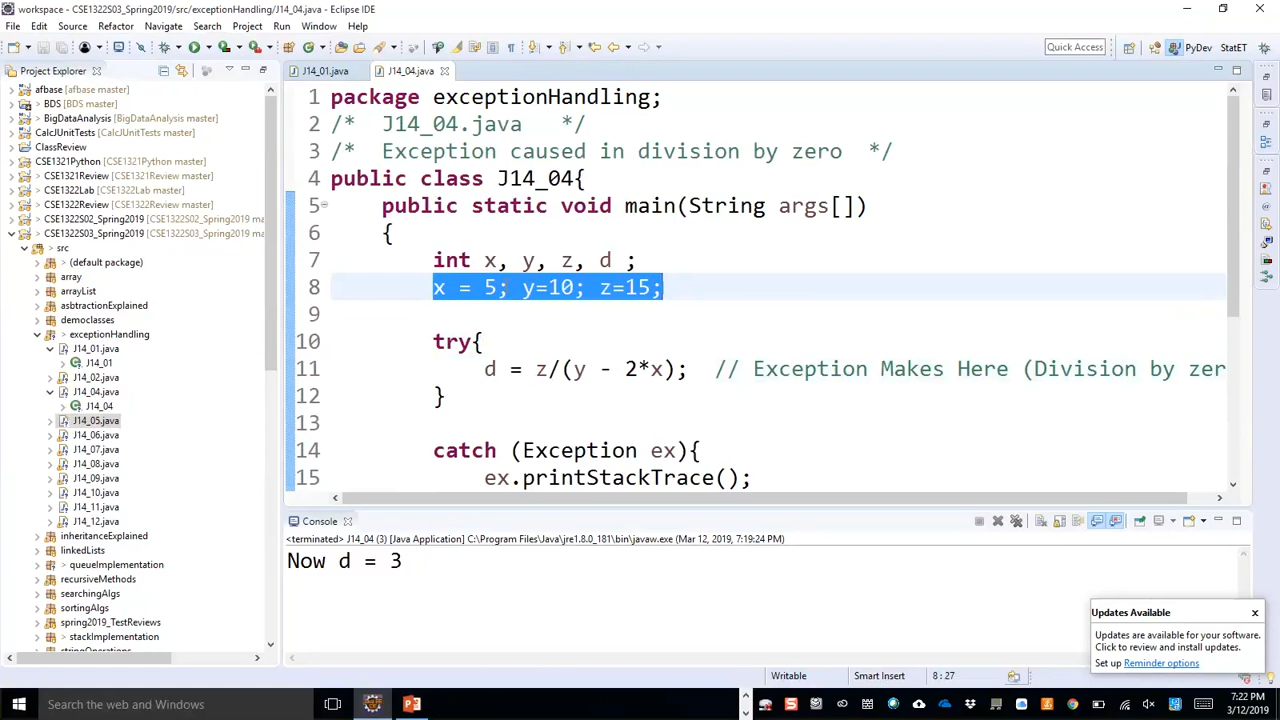 workspace - CSE1322S03_Spring2019/src/exceptionHandling/J14_04.java - Eclipse IDE
File Edit Source Refactor Navigate Search Project Run Window Help
Quick Access
PyDev StatET
Project Explorer
J14_01.java
J14_04.java
afbase (afbase master)
> BDS [BDS master]
> BigDataAnalysis [BigDataAnalysis master]
CalcJUnitTests [CalcJUnitTests master]
ClassReview
CSE1321Python [CSE1321Python master]
> CSE1321Review [CSE1321Review master]
> CSE1322Lab [CSE1322Lab master]
> CSE1322Review [CSE1322Review master]
> CSE1322S02_Spring2019 [CSE1322S02_Spring2019 ma
> CSE1322S03_Spring2019 [CSE1322S03_Spring2019 ma
src
> (default package)
array
arrayList
asbtractionExplained
democlasses
> exceptionHandling
J14_01.java
J14_01
J14_02.java
J14_04.java
J14_04
J14_05.java
J14_06.java
J14_07.java
J14_08.java
J14_09.java
J14_10.java
J14_11.java
J14_12.java
inheritanceExplained
linkedLists
> queueImplementation
recursiveMethods
searchingAlgs
sortingAlgs
spring2019_TestReviews
> stackImplementation
stringOperations
1 package exceptionHandling;
2 /* J14_04.java */
3 /* Exception caused in division by zero */
4 public class J14_04{
5 public static void main(String args[])
6 {
7 int x, y, z, d ;
8 x = 5; y=10; z=15;
9
10 try{
11 d = z/(y - 2*x); // Exception Makes Here (Division by zer
12 }
13
14 catch (Exception ex){
15 ex.printStackTrace();
Console
<terminated> J14_04 (3) [Java Application] C:\Program Files\Java\jre1.8.0_181\bin\javaw.exe (Mar 12, 2019, 7:19:24 PM)
Now d = 3
Updates Available
Updates are available for your software.
Click to review and install updates.
Set up Reminder options
Writable
Smart Insert
8 : 27
Search the web and Windows
7:22 PM
3/12/2019